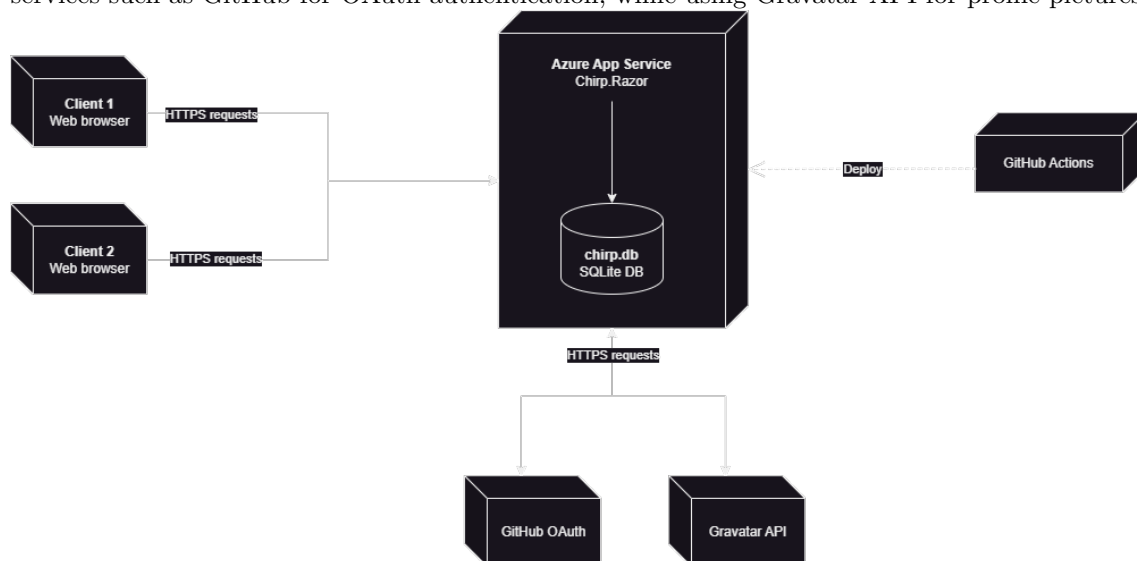 services such as GitHub for OAuth authentication, while using Gravatar API for profile pictures
Azure App Service
Chirp.Razor
Client 1
Web browser
HTTPS requests
GitHub Actions
Deploy
Client 2
Web browser
HTTPS requests
chirp.db
SQLite DB
HTTPS requests
GitHub OAuth
Gravatar API